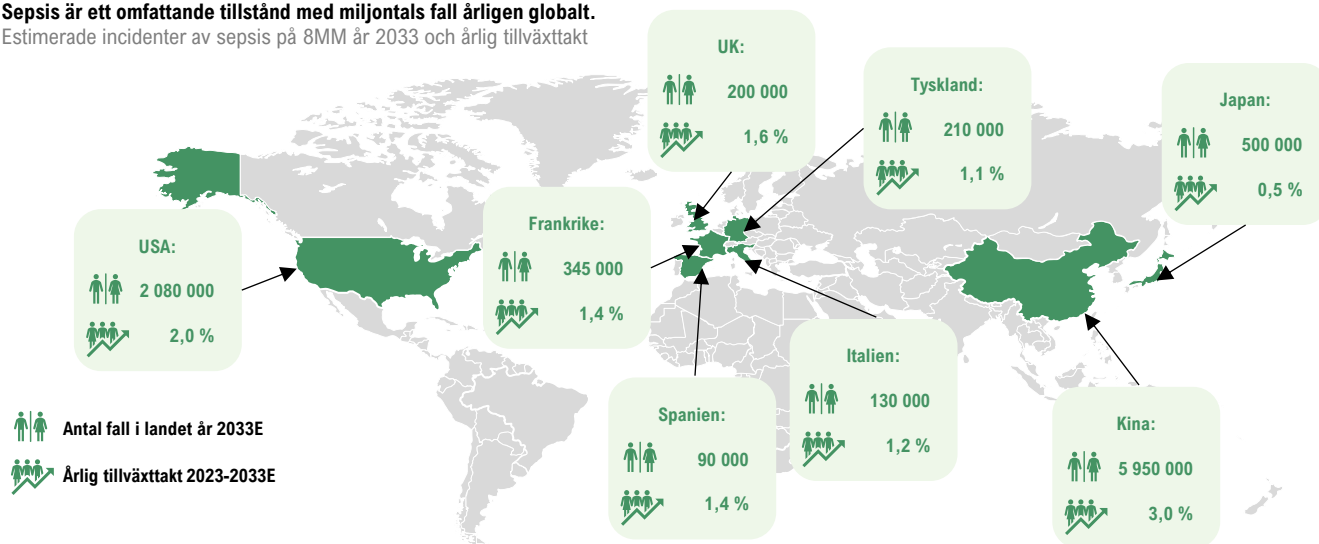 Sepsis är ett omfattande tillstånd med miljontals fall årligen globalt.
Estimerade incidenter av sepsis på 8MM år 2033 och årlig tillväxttakt
UK:
200 000
1,6 %
Tyskland:
210 000
1,1 %
Japan:
500 000
0,5 %
USA:
2 080 000
2,0 %
Frankrike:
345 000
1,4 %
Italien:
130 000
1,2 %
Spanien:
90 000
1,4 %
Kina:
5 950 000
3,0 %
Antal fall i landet år 2033E
Årlig tillväxttakt 2023-2033E